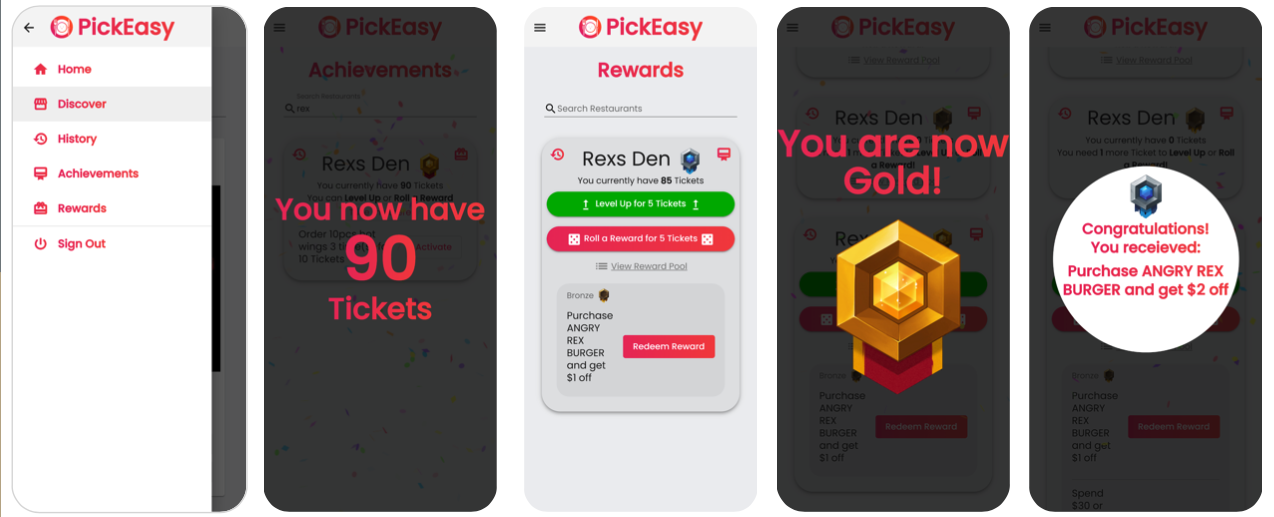 PickEasy
Home
Discover
History
Achievements
Rewards
Sign Out
PickEasy
Achievements
Search Restaurants
rex
Rexs Den
You currently have 90 Tickets
You can Level Up or Roll a Reward
You now have
90
Tickets
Order 10pcs hot
wings 3
10 Tickets
Activate
PickEasy
Rewards
Search Restaurants
Rexs Den
You currently have 85 Tickets
Level Up for 5 Tickets
Roll a Reward for 5 Tickets
View Reward Pool
Bronze
Purchase
ANGRY
REX
BURGER
and get
$1 off
Redeem Reward
PickEasy
View Reward Pool
Rexs Den
You currently have 0 Tickets
You are now
Gold!
Bronze
Purchase
ANGRY
REX
BURGER
and get
$1 off
Redeem Reward
PickEasy
View Reward Pool
Rexs Den
You currently have 0 Tickets
You need 1 more Ticket to Level Up or Roll
a Reward!
Congratulations!
You receieved:
Purchase ANGRY REX
BURGER and get $2 off
Bronze
Purchase
ANGRY
REX
BURGER
and get
$1 off
Redeem Reward
Spend
$30 or